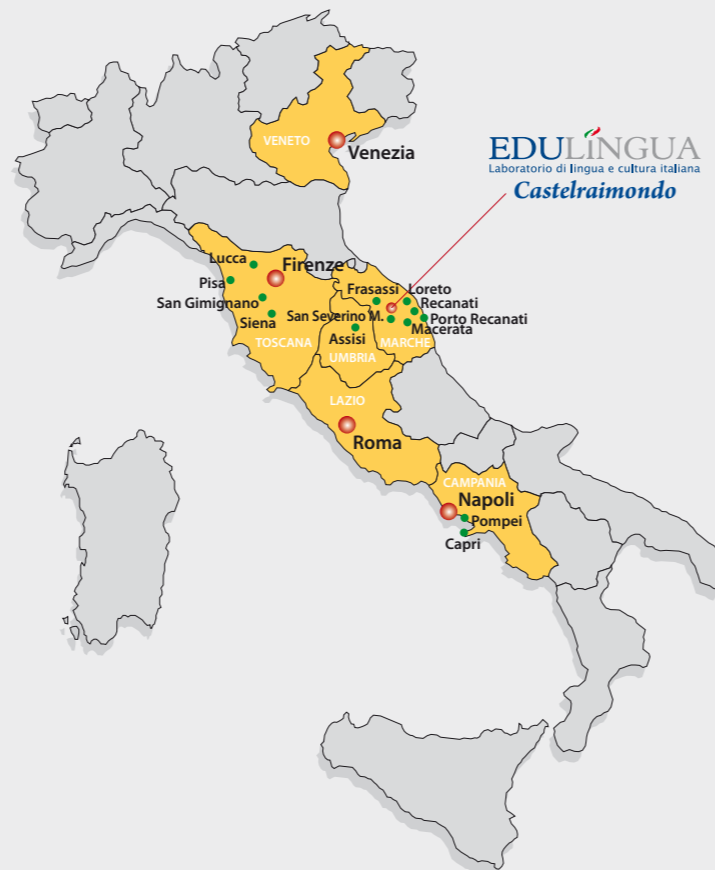 VENETO
Venezia
EDULINGUA
Laboratorio di lingua e cultura italiana
Castelraimondo
Lucca
Firenze
Pisa
San Gimignano
Siena
TOSCANA
Frasassi
Loreto
Recanati
San Severino M.
Porto Recanati
Macerata
Assisi
MARCHE
UMBRIA
LAZIO
Roma
CAMPANIA
Napoli
Pompei
Capri